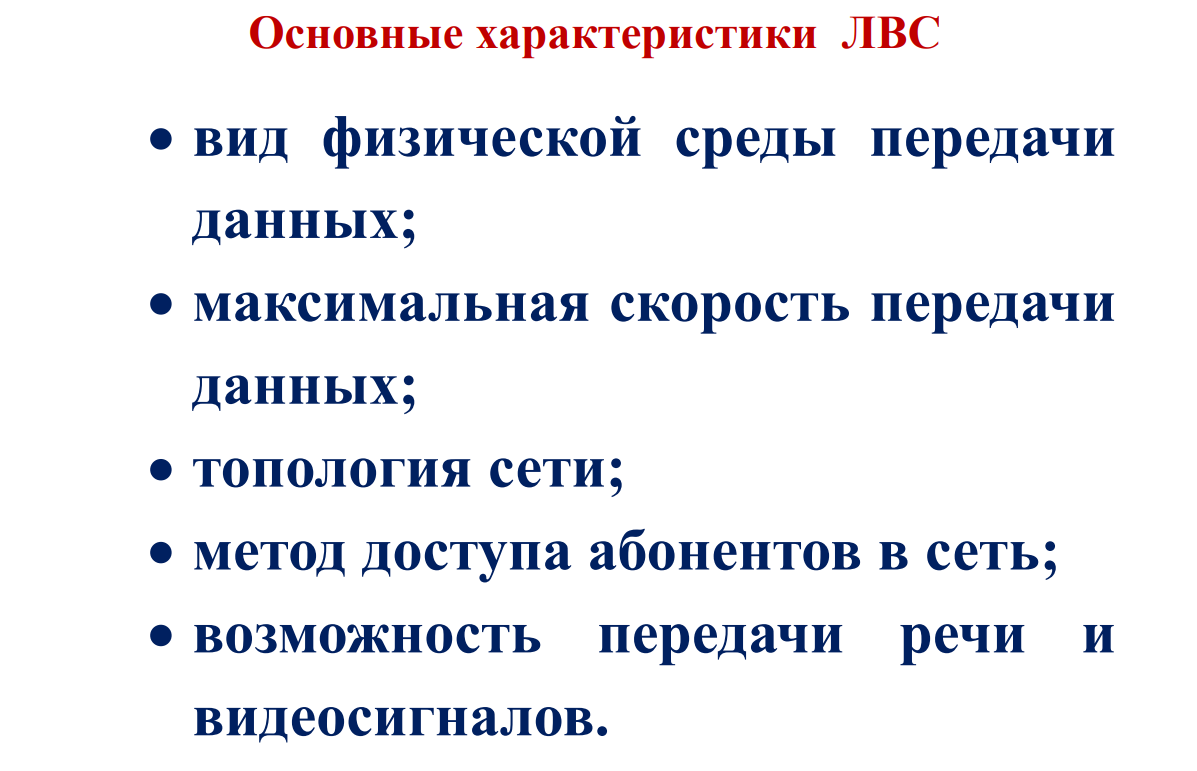 Основные характеристики ЛВС
• вид физической среды передачи
данных;
• максимальная скорость передачи
данных;
• топология сети;
• метод доступа абонентов в сеть;
• возможность передачи речи и
видеосигналов.